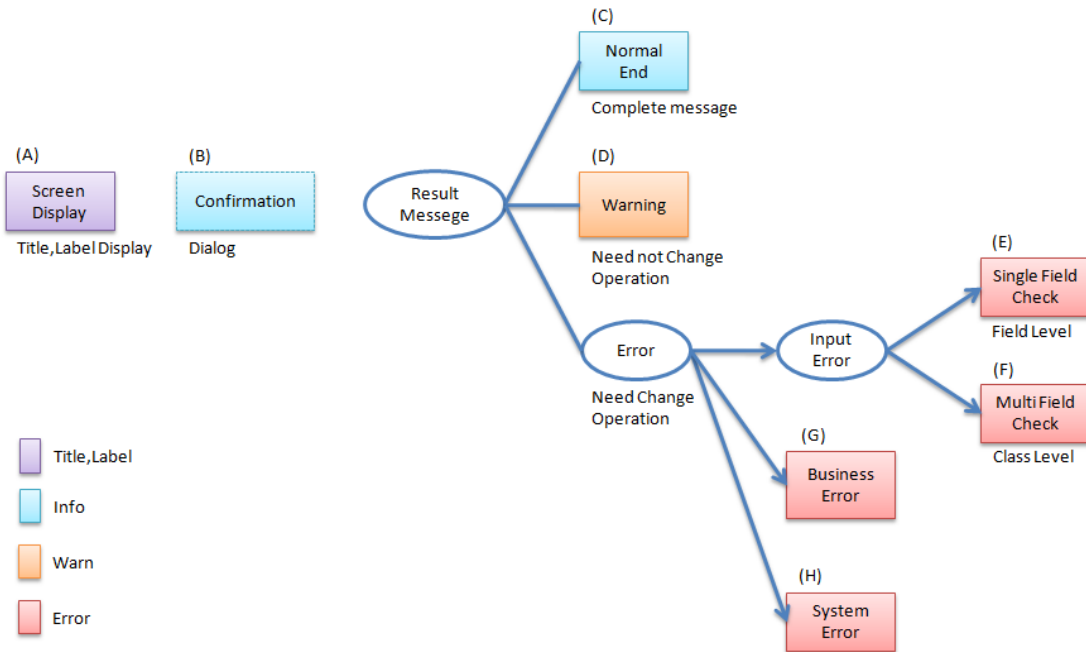 (A)
Screen
Display
Title,Label Display
(B)
Confirmation
Dialog
Result
Messege
(C)
Normal
End
Complete message
(D)
Warning
Need not Change
Operation
Error
Need Change
Operation
Input
Error
(E)
Single Field
Check
Field Level
(F)
Multi Field
Check
Class Level
(G)
Business
Error
(H)
System
Error
Title,Label
Info
Warn
Error